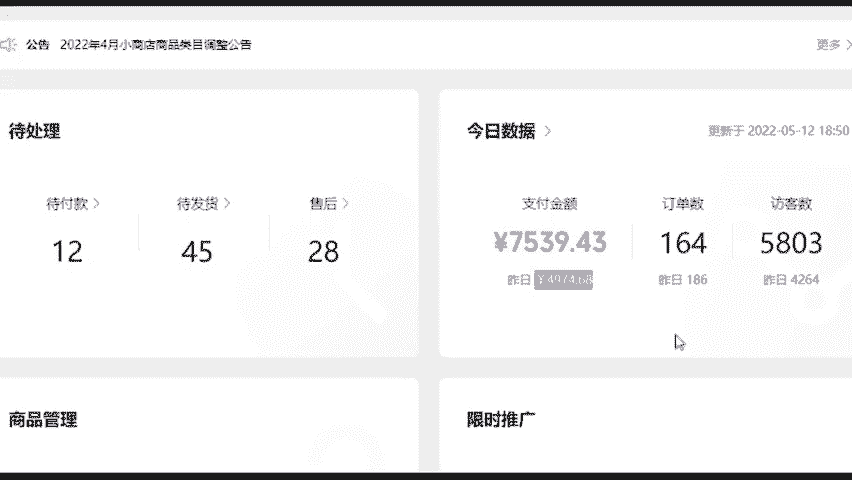 公告 2022年4月小商店商品类目调整公告 更多
待处理
待付款 待发货 售后
12 45 28
今日数据 更新于 2022-05-12 18:50
支付金额 订单数 访客数
¥7539.43 164 5803
昨日 ¥4974.68 昨日 186 昨日 4264
商品管理
限时推广